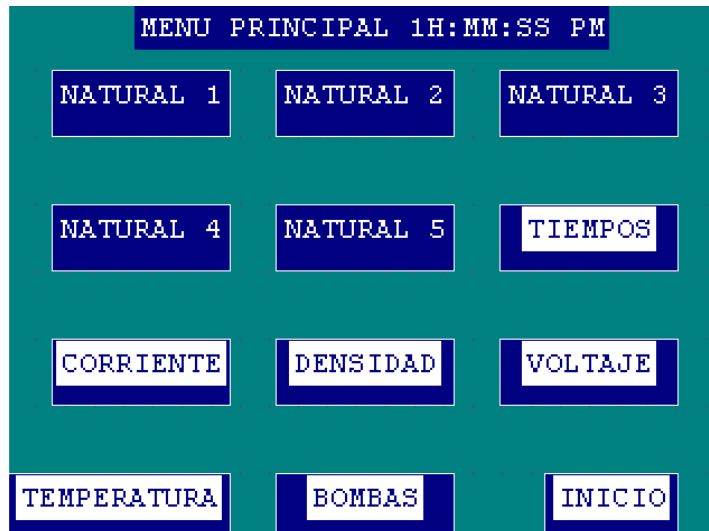 MENU PRINCIPAL 1H:MM:SS PM
NATURAL 1 NATURAL 2 NATURAL 3
NATURAL 4 NATURAL 5 TIEMPOS
CORRIENTE DENSIDAD VOLTAJE
TEMPERATURA BOMBAS INICIO